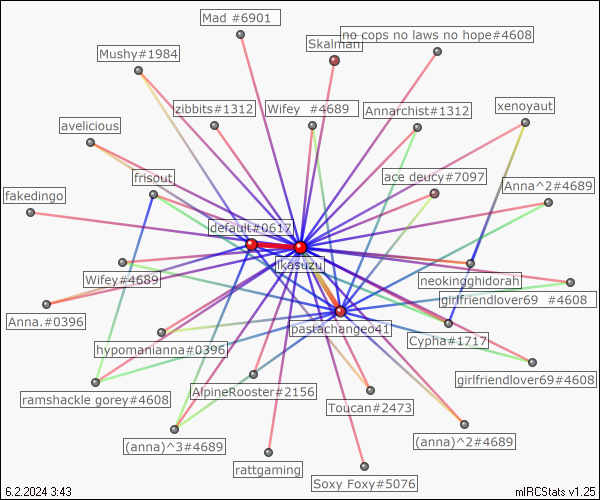 Mad #6901
no cops no laws no hope#4608
Skalman
Mushy#1984
xenoyaut
zibbits#1312
Wifey #4689
Annarchist#1312
avelicious
frisout
ace deucy#7097
Anna^2#4689
fakedingo
default#0617
ikasuzu
Wifey#4689
neokingghidorah
girlfriendlover69 #4608
Anna.#0396
pastachangeo41
Cypha#1717
hypomanianna#0396
girlfriendlover69#4608
ramshackle gorey#4608
AlpineRooster#2156
Toucan#2473
(anna)^3#4689
(anna)^2#4689
rattgaming
Soxy Foxy#5076
6.2.2024 3:43
mIRCStats v1.25